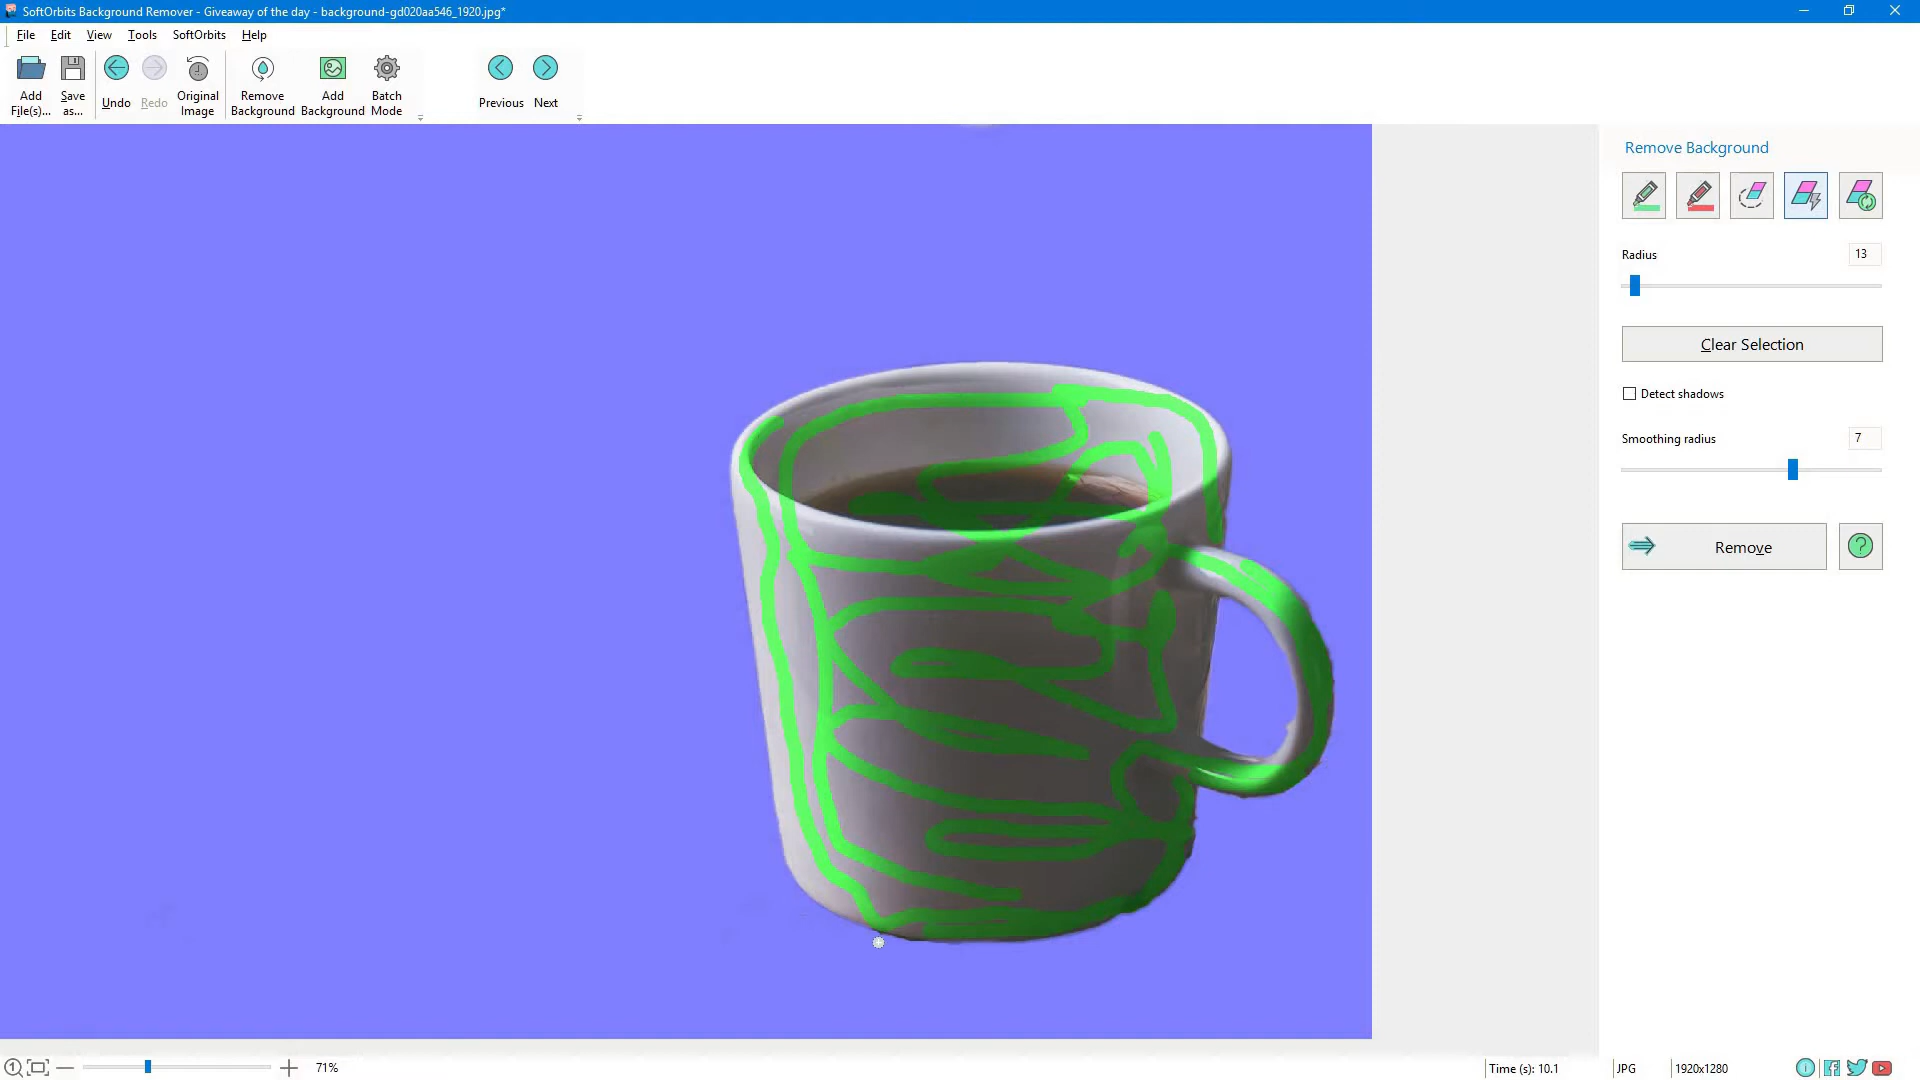 SoftOrbits Background Remover - Giveaway of the day - background-gd020aa546_1920.jpg*
File Edit View Tools SoftOrbits Help
Add File(s)...
Save as...
Undo
Redo
Original Image
Remove Background
Add Background
Batch Mode
Previous
Next
Remove Background
Radius 13
Clear Selection
Detect shadows
Smoothing radius 7
Remove
71%
Time (s): 10.1
JPG
1920x1280